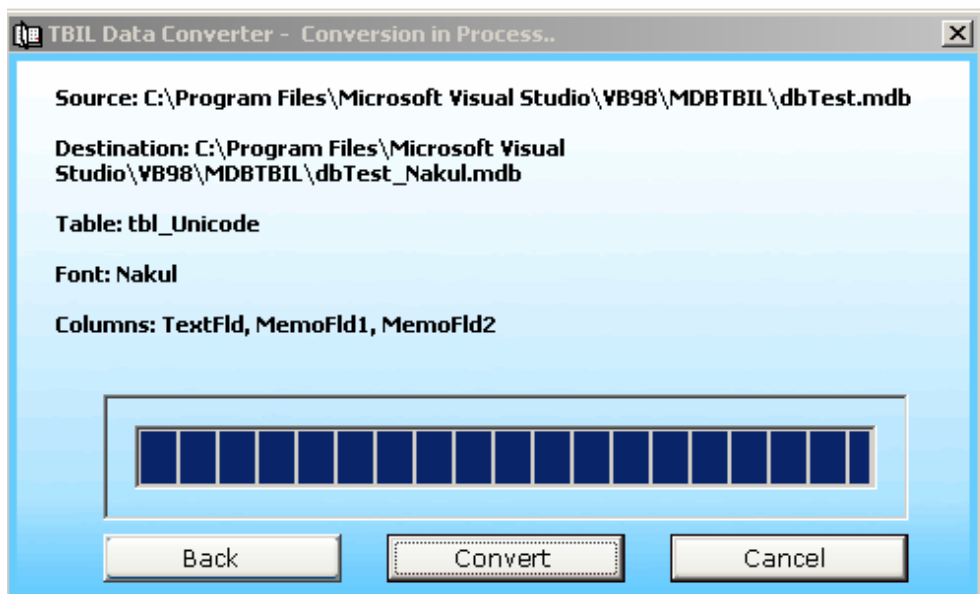 TBIL Data Converter -  Conversion in Process..
Source: C:\Program Files\Microsoft Visual Studio\VB98\MDBTBIL\dbTest.mdb
Destination: C:\Program Files\Microsoft Visual
Studio\VB98\MDBTBIL\dbTest_Nakul.mdb
Table: tbl_Unicode
Font: Nakul
Columns: TextFld, MemoFld1, MemoFld2
Back
Convert
Cancel